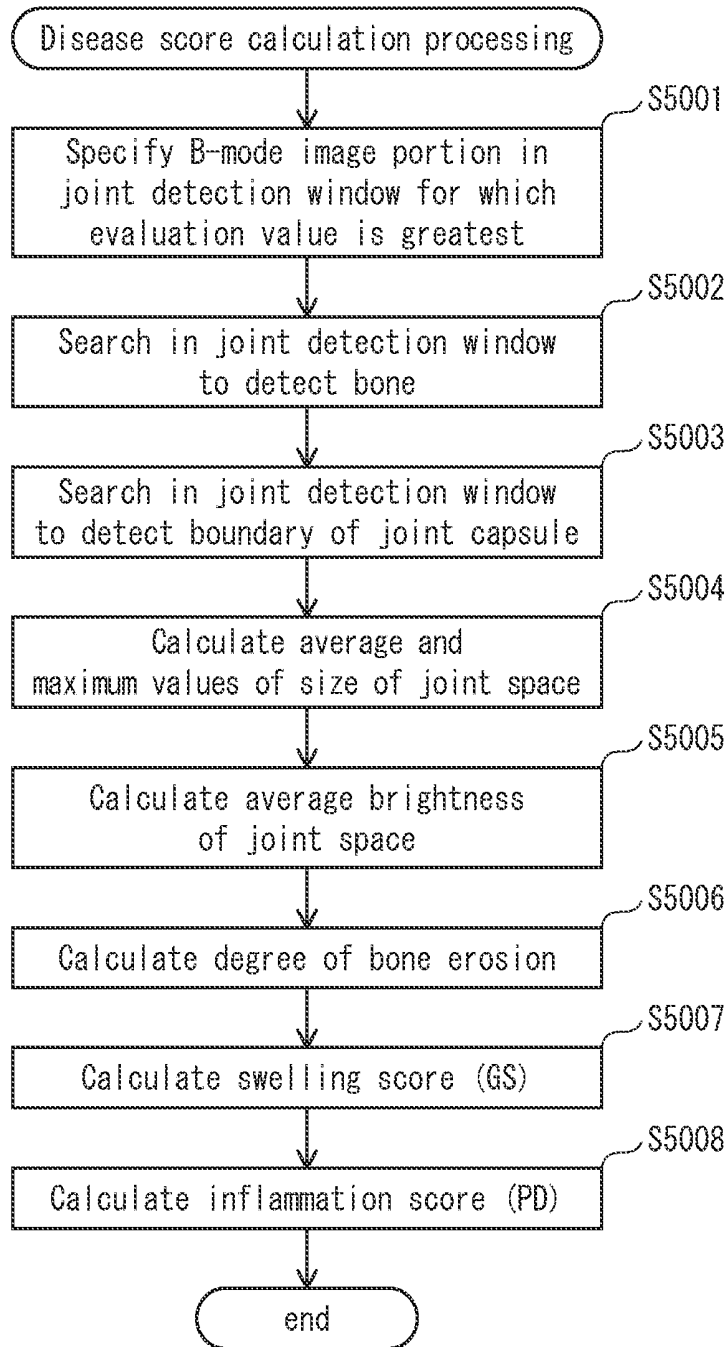 Disease score calculation processing
S5001
Specify B-mode image portion in
joint detection window for which
evaluation value is greatest
S5002
Search in joint detection window
to detect bone
S5003
Search in joint detection window
to detect boundary of joint capsule
S5004
Calculate average and
maximum values of size of joint space
S5005
Calculate average brightness
of joint space
S5006
Calculate degree of bone erosion
S5007
Calculate swelling score (GS)
S5008
Calculate inflammation score (PD)
end